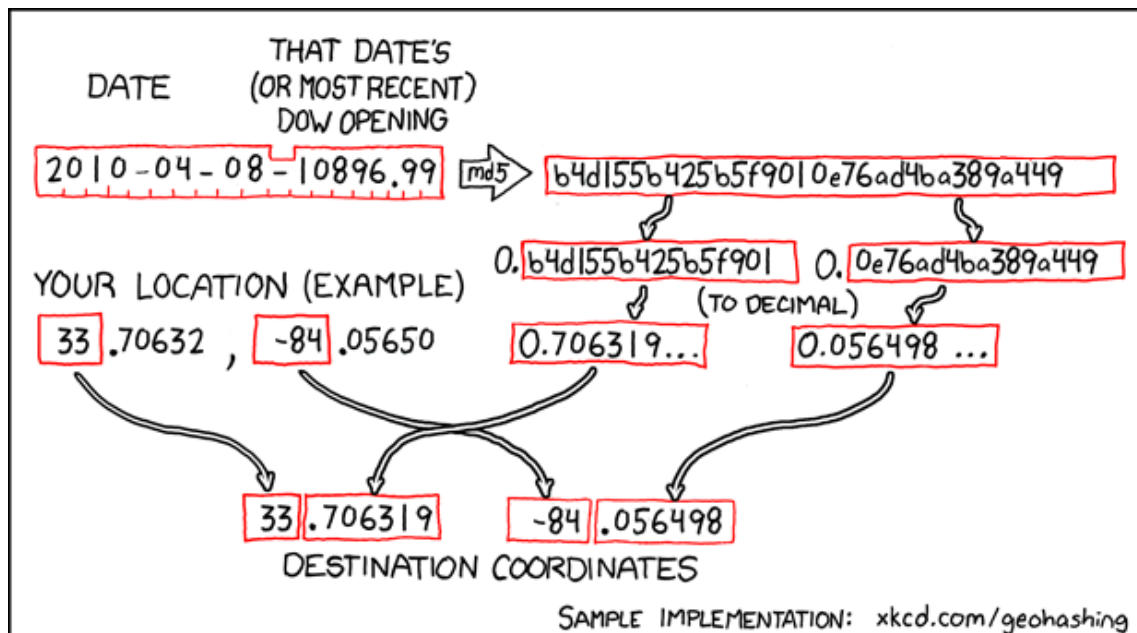 DATE
THAT DATE'S
(OR MOST RECENT)
DOW OPENING
2010-04-08-10896.99
md5
b4d155b425b5f9010e76ad4ba389a449
0.b4d155b425b5f901
0.0e76ad4ba389a449
YOUR LOCATION (EXAMPLE)
(TO DECIMAL)
33.70632, -84.05650
0.706319...
0.056498 ...
33.706319
-84.056498
DESTINATION COORDINATES
SAMPLE IMPLEMENTATION: xkcd.com/geohashing